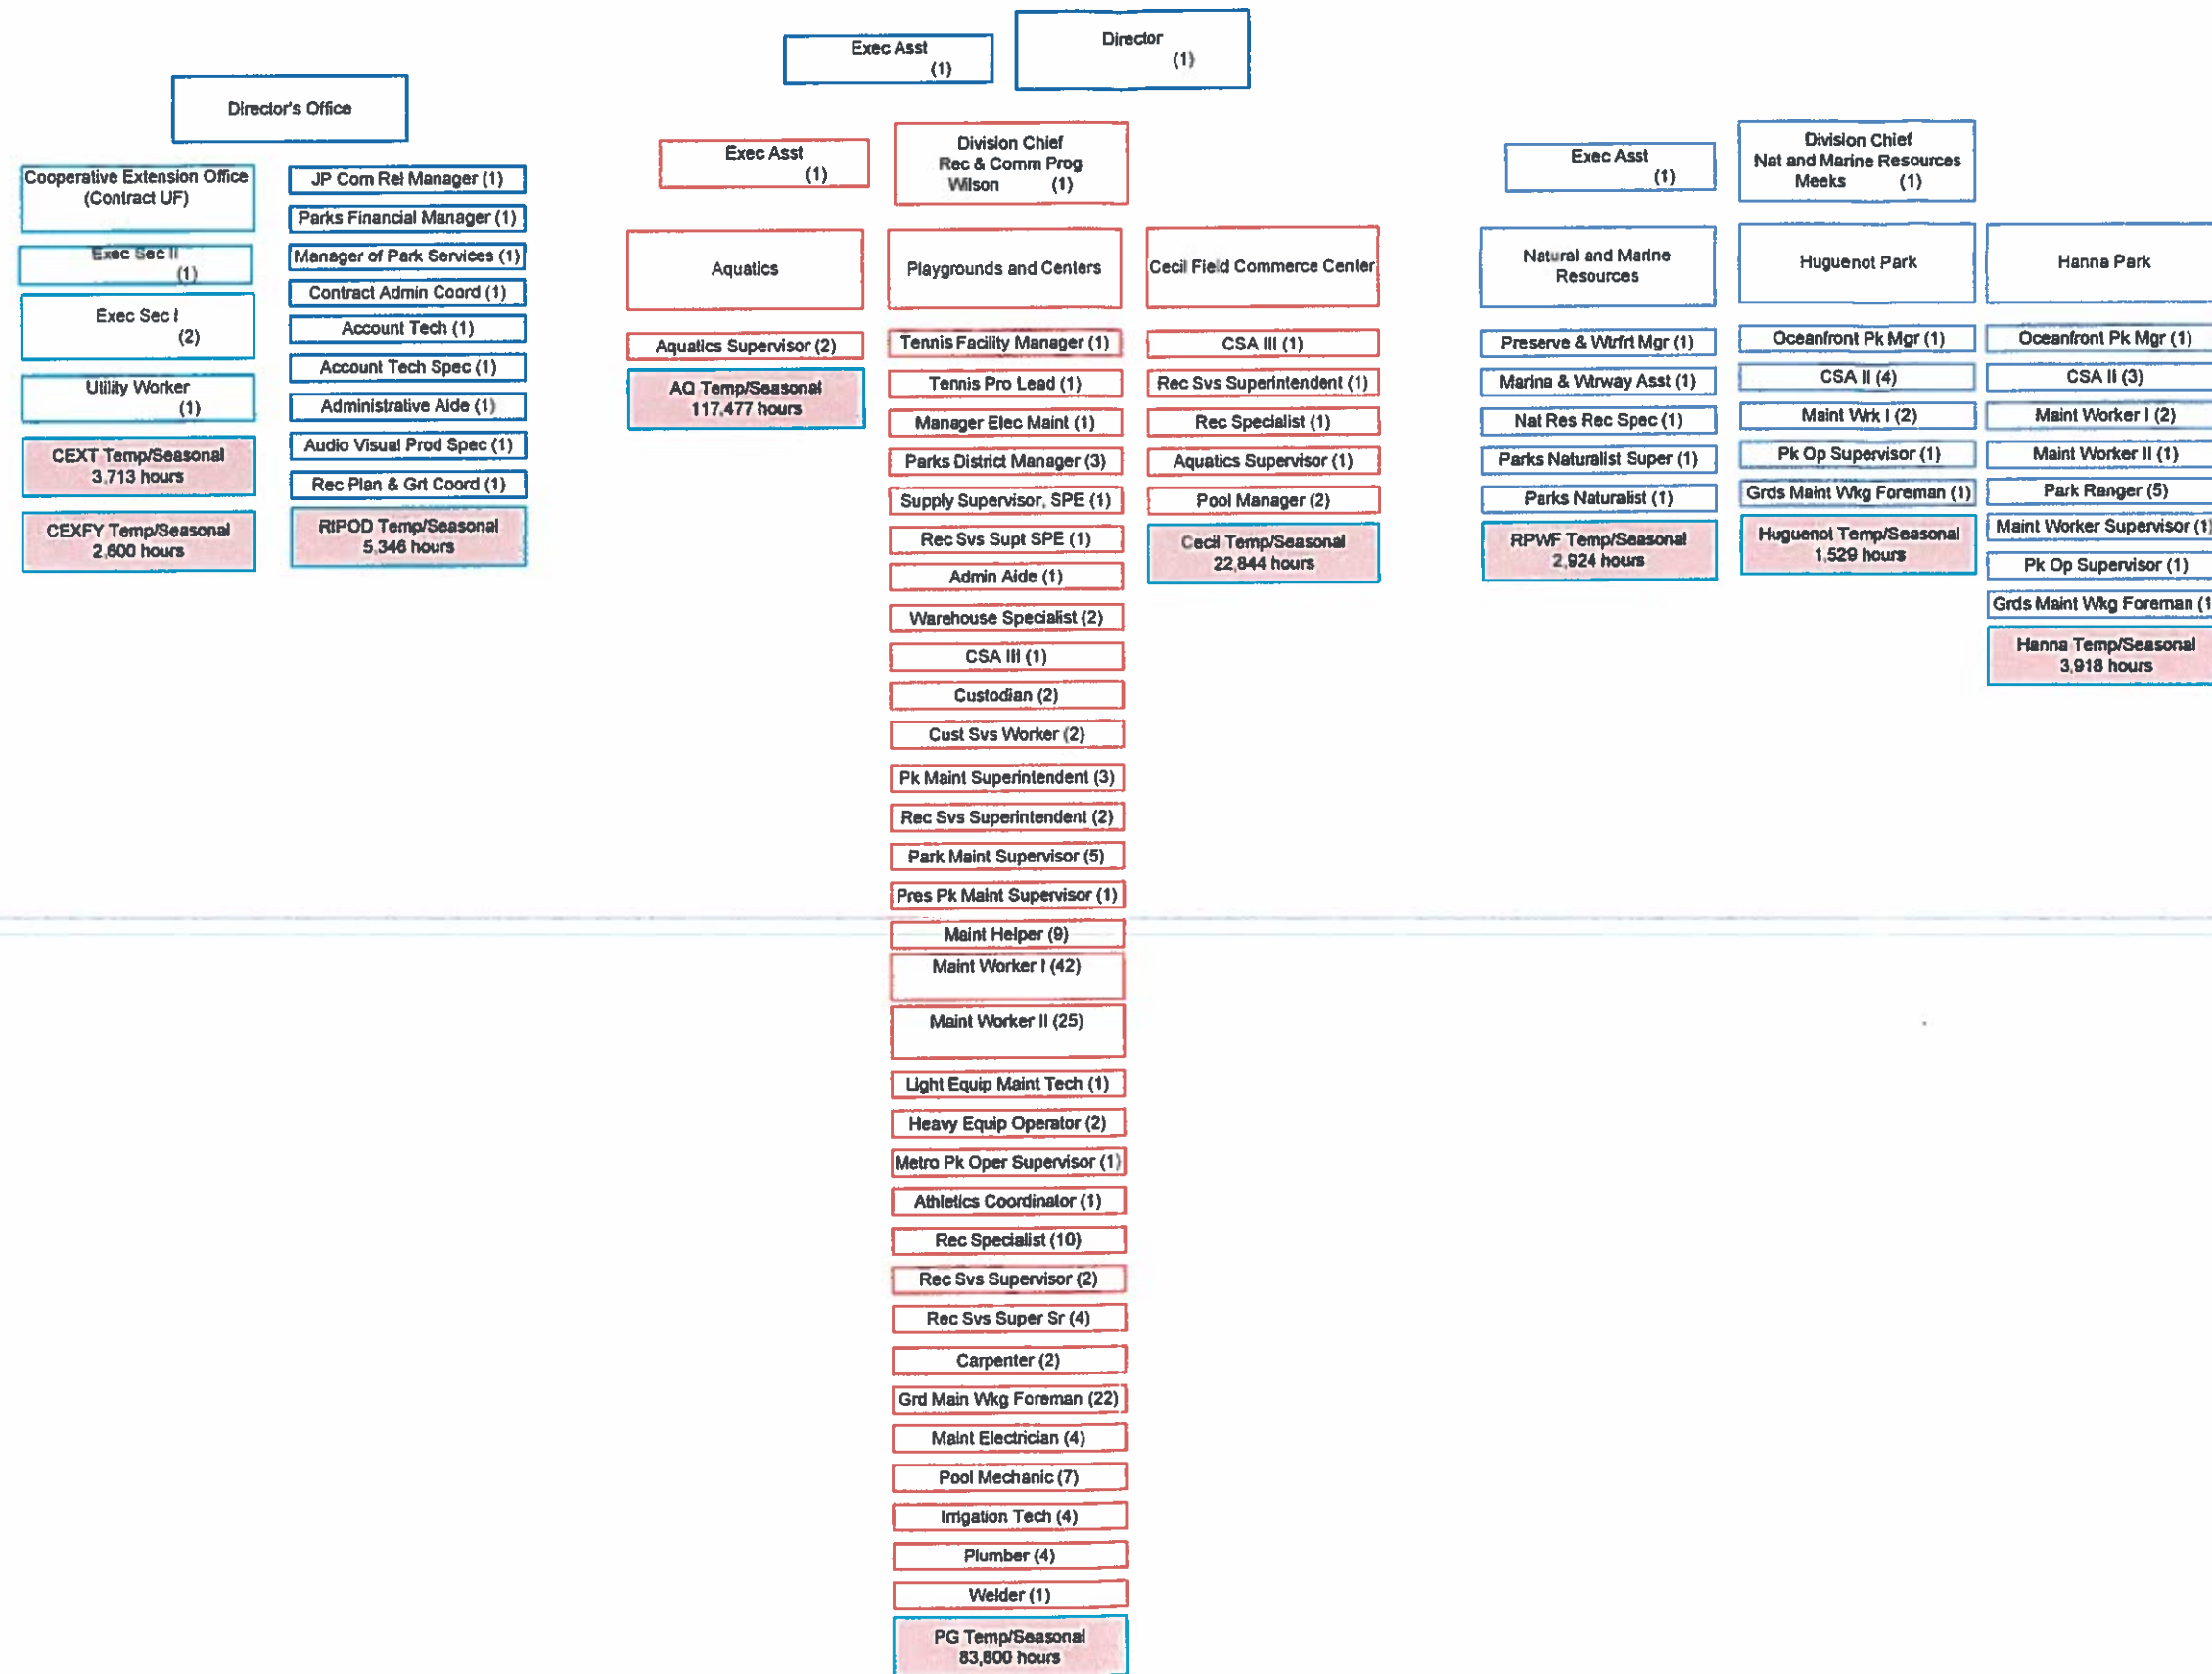 Exec Ast
(1)
Director
(1)
Director's Office
Cooperative Extension Office
(Contract UF)
Exec Sec II
(1)
Exec Sec I
(2)
Utility Worker
(1)
CEXT Temp/Seasonal
3,713 hours
CEXFY Temp/Seasonal
2,600 hours
JP Com Rel Manager (1)
Parks Financial Manager (1)
Manager of Park Services (1)
Contract Admin Coord (1)
Account Tech (1)
Account Tech Spec (1)
Administrative Aide (1)
Audio Visual Prod Spec (1)
Rec Plan & Grt Coord (1)
RIPOD Temp/Seasonal
5,346 hours
Exec Asst
(1)
Division Chief
Rec & Comm Prog
Wilson (1)
Aquatics
Aquatics Supervisor (2)
AQ Temp/Seasonal
117,477 hours
Playgrounds and Centers
Tennis Facility Manager (1)
Tennis Pro Lead (1)
Manager Elec Maint (1)
Parks District Manager (3)
Supply Supervisor, SPE (1)
Rec Svs Supt SPE (1)
Admin Aide (1)
Warehouse Specialist (2)
CSA III (1)
Custodian (2)
Cust Svs Worker (2)
Pk Maint Superintendent (3)
Rec Svs Superintendent (2)
Park Maint Supervisor (5)
Pres Pk Maint Supervisor (1)
Maint Helper (9)
Maint Worker I (42)
Maint Worker II (25)
Light Equip Maint Tech (1)
Heavy Equip Operator (2)
Metro Pk Oper Supervisor (1)
Athletics Coordinator (1)
Rec Specialist (10)
Rec Svs Supervisor (2)
Rec Svs Super Sr (4)
Carpenter (2)
Grd Main Wkg Foreman (22)
Maint Electrician (4)
Pool Mechanic (7)
Irrigation Tech (4)
Plumber (4)
Welder (1)
PG Temp/Seasonal
83,800 hours
Cecil Field Commerce Center
CSA III (1)
Rec Svs Superintendent (1)
Rec Specialist (1)
Aquatics Supervisor (1)
Pool Manager (2)
Cecil Temp/Seasonal
22,844 hours
Exec Asst
(1)
Division Chief
Nat and Marine Resources
Meeks (1)
Natural and Marine
Resources
Preserve & Wtrfrt Mgr (1)
Marina & Wtrway Asst (1)
Nat Res Rec Spec (1)
Parks Naturalist Super (1)
Parks Naturalist (1)
RPWF Temp/Seasonal
2,924 hours
Huguenot Park
Oceanfront Pk Mgr (1)
CSA II (4)
Maint Wrk I (2)
Pk Op Supervisor (1)
Grds Maint Wkg Foreman (1)
Huguenot Temp/Seasonal
1,529 hours
Hanna Park
Oceanfront Pk Mgr (1)
CSA II (3)
Maint Worker I (2)
Maint Worker II (1)
Park Ranger (5)
Maint Worker Supervisor (1)
Pk Op Supervisor (1)
Grds Maint Wkg Foreman (1
Hanna Temp/Seasonal
3,918 hours